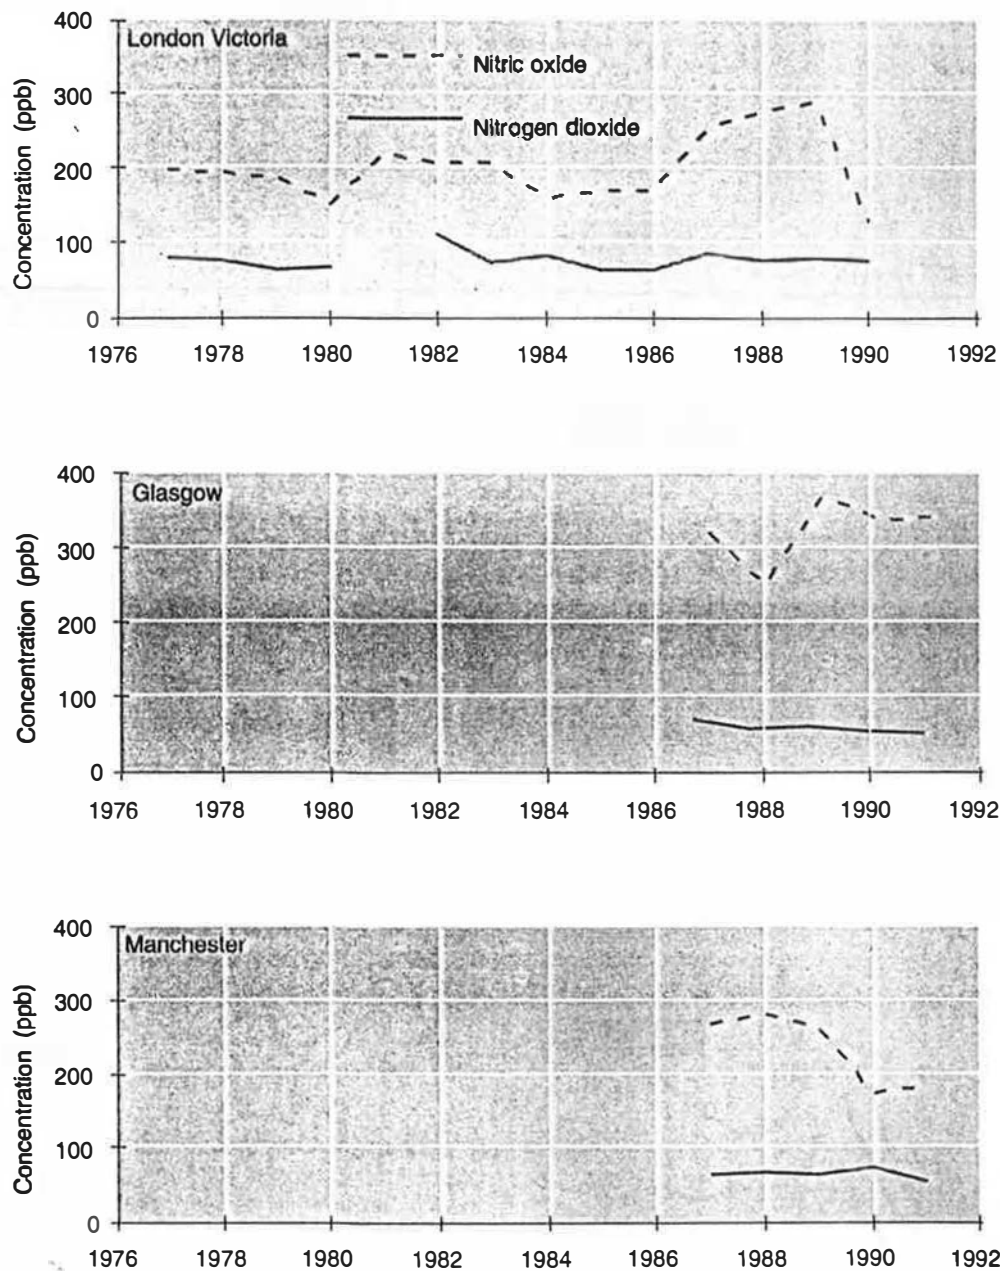 400
London Victoria
Nitric oxide
300
Nitrogen dioxide
200
100
0
Concentration (ppb)
1976 1978 1980 1982 1984 1986 1988 1990 1992
400
Glasgow
300
200
100
0
Concentration (ppb)
1976 1978 1980 1982 1984 1986 1988 1990 1992
400
Manchester
300
200
100
0
Concentration (ppb)
1976 1978 1980 1982 1984 1986 1988 1990 1992